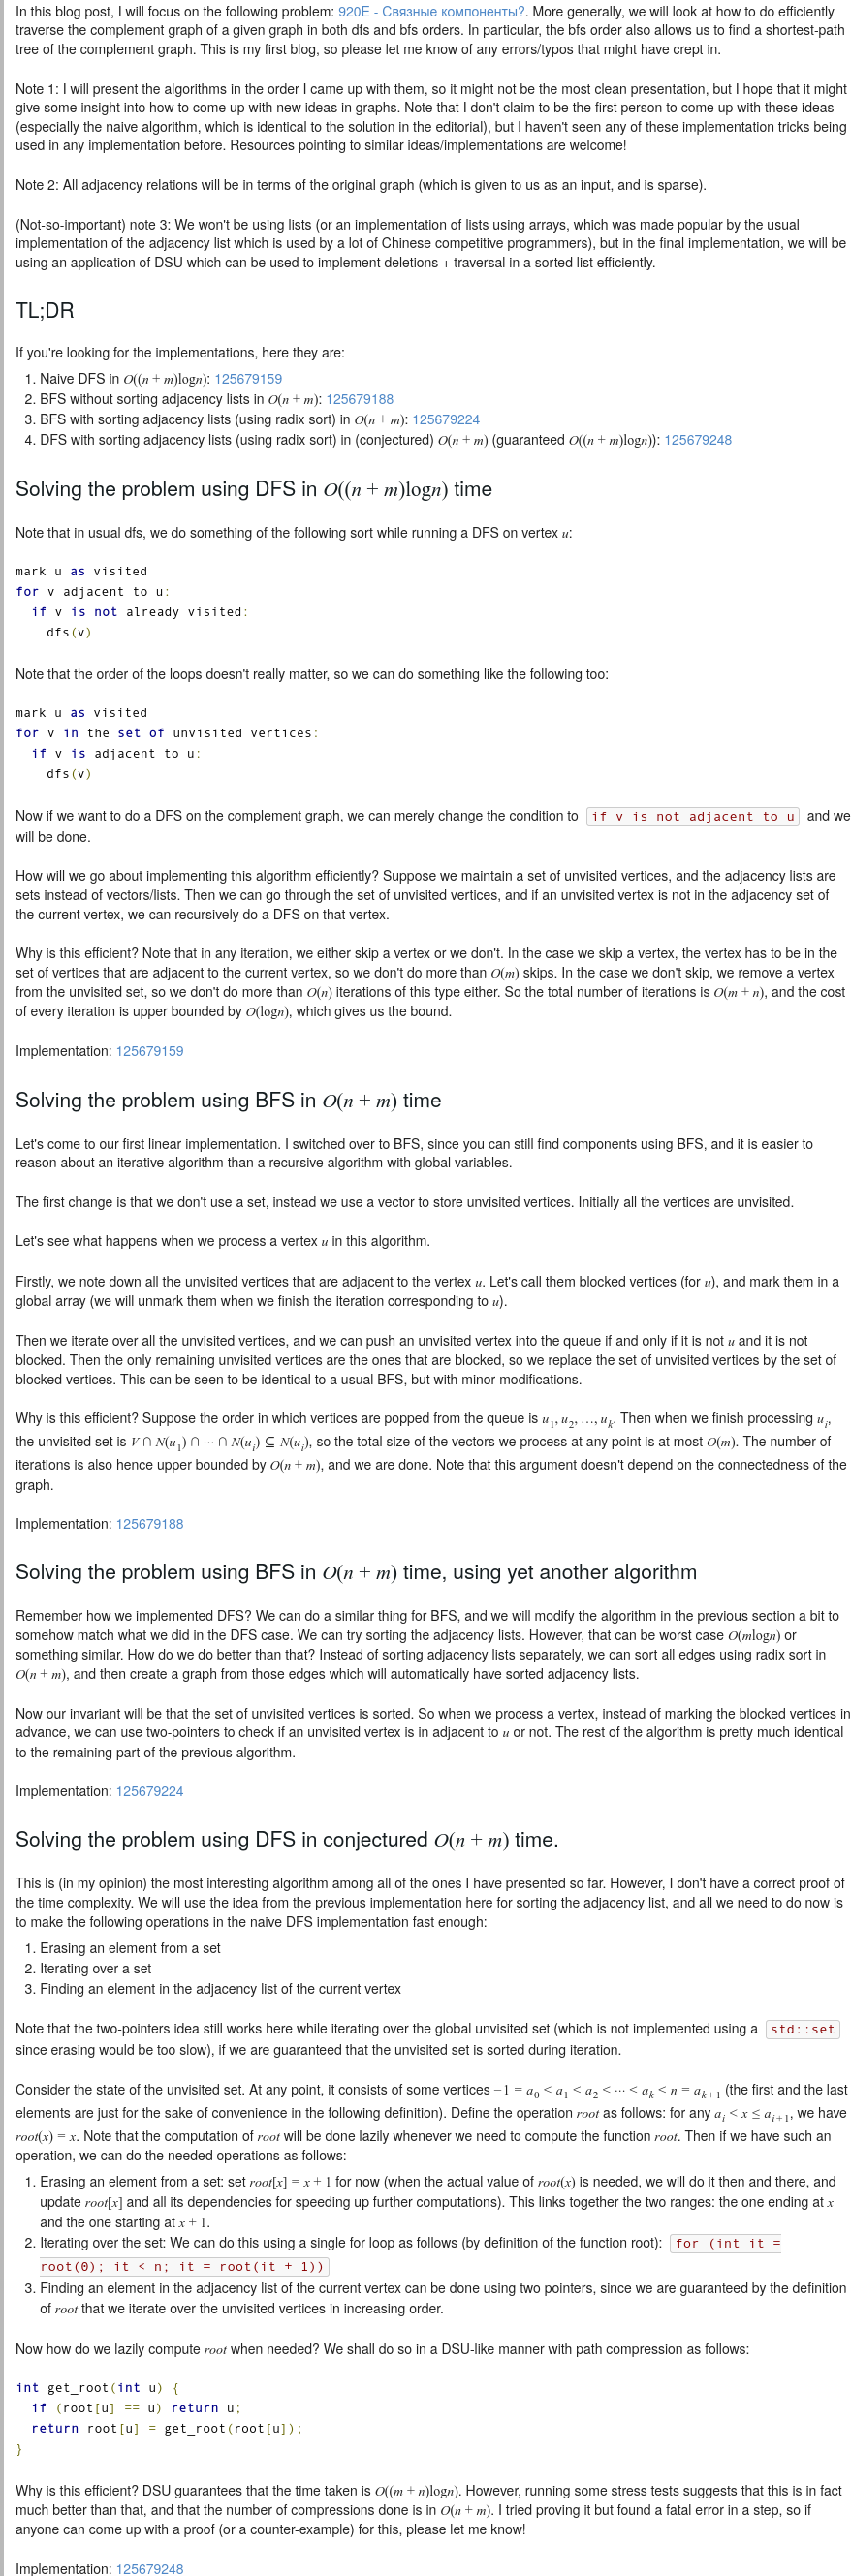 In this blog post, I will focus on the following problem: 920E - Связные компоненты?. More generally, we will look at how to do efficiently
traverse the complement graph of a given graph in both dfs and bfs orders. In particular, the bfs order also allows us to find a shortest-path
tree of the complement graph. This is my first blog, so please let me know of any errors/typos that might have crept in.
Note 1: I will present the algorithms in the order I came up with them, so it might not be the most clean presentation, but I hope that it might
give some insight into how to come up with new ideas in graphs. Note that I don't claim to be the first person to come up with these ideas
(especially the naive algorithm, which is identical to the solution in the editorial), but I haven't seen any of these implementation tricks being
used in any implementation before. Resources pointing to similar ideas/implementations are welcome!
Note 2: All adjacency relations will be in terms of the original graph (which is given to us as an input, and is sparse).
(Not-so-important) note 3: We won't be using lists (or an implementation of lists using arrays, which was made popular by the usual
implementation of the adjacency list which is used by a lot of Chinese competitive programmers), but in the final implementation, we will be
using an application of DSU which can be used to implement deletions + traversal in a sorted list efficiently.
TL;DR
If you're looking for the implementations, here they are:
1. Naive DFS in O((n + m)logn): 125679159
2. BFS without sorting adjacency lists in O(n + m): 125679188
3. BFS with sorting adjacency lists (using radix sort) in O(n + m): 125679224
4. DFS with sorting adjacency lists (using radix sort) in (conjectured) O(n + m) (guaranteed O((n + m)logn)): 125679248
Solving the problem using DFS in O((n + m)logn) time
Note that in usual dfs, we do something of the following sort while running a DFS on vertex u:
mark u as visited
for v adjacent to u:
  if v is not already visited:
    dfs(v)
Note that the order of the loops doesn't really matter, so we can do something like the following too:
mark u as visited
for v in the set of unvisited vertices:
  if v is adjacent to u:
    dfs(v)
Now if we want to do a DFS on the complement graph, we can merely change the condition to if v is not adjacent to u and we
will be done.
How will we go about implementing this algorithm efficiently? Suppose we maintain a set of unvisited vertices, and the adjacency lists are
sets instead of vectors/lists. Then we can go through the set of unvisited vertices, and if an unvisited vertex is not in the adjacency set of
the current vertex, we can recursively do a DFS on that vertex.
Why is this efficient? Note that in any iteration, we either skip a vertex or we don't. In the case we skip a vertex, the vertex has to be in the
set of vertices that are adjacent to the current vertex, so we don't do more than O(m) skips. In the case we don't skip, we remove a vertex
from the unvisited set, so we don't do more than O(n) iterations of this type either. So the total number of iterations is O(m + n), and the cost
of every iteration is upper bounded by O(logn), which gives us the bound.
Implementation: 125679159
Solving the problem using BFS in O(n + m) time
Let's come to our first linear implementation. I switched over to BFS, since you can still find components using BFS, and it is easier to
reason about an iterative algorithm than a recursive algorithm with global variables.
The first change is that we don't use a set, instead we use a vector to store unvisited vertices. Initially all the vertices are unvisited.
Let's see what happens when we process a vertex u in this algorithm.
Firstly, we note down all the unvisited vertices that are adjacent to the vertex u. Let's call them blocked vertices (for u), and mark them in a
global array (we will unmark them when we finish the iteration corresponding to u).
Then we iterate over all the unvisited vertices, and we can push an unvisited vertex into the queue if and only if it is not u and it is not
blocked. Then the only remaining unvisited vertices are the ones that are blocked, so we replace the set of unvisited vertices by the set of
blocked vertices. This can be seen to be identical to a usual BFS, but with minor modifications.
Why is this efficient? Suppose the order in which vertices are popped from the queue is u₁, u₂, …, uₖ. Then when we finish processing uᵢ,
the unvisited set is V ∩ N(u₁) ∩ ⋯ ∩ N(uᵢ) ⊆ N(uᵢ), so the total size of the vectors we process at any point is at most O(m). The number of
iterations is also hence upper bounded by O(n + m), and we are done. Note that this argument doesn't depend on the connectedness of the
graph.
Implementation: 125679188
Solving the problem using BFS in O(n + m) time, using yet another algorithm
Remember how we implemented DFS? We can do a similar thing for BFS, and we will modify the algorithm in the previous section a bit to
somehow match what we did in the DFS case. We can try sorting the adjacency lists. However, that can be worst case O(mlogn) or
something similar. How do we do better than that? Instead of sorting adjacency lists separately, we can sort all edges using radix sort in
O(n + m), and then create a graph from those edges which will automatically have sorted adjacency lists.
Now our invariant will be that the set of unvisited vertices is sorted. So when we process a vertex, instead of marking the blocked vertices in
advance, we can use two-pointers to check if an unvisited vertex is in adjacent to u or not. The rest of the algorithm is pretty much identical
to the remaining part of the previous algorithm.
Implementation: 125679224
Solving the problem using DFS in conjectured O(n + m) time.
This is (in my opinion) the most interesting algorithm among all of the ones I have presented so far. However, I don't have a correct proof of
the time complexity. We will use the idea from the previous implementation here for sorting the adjacency list, and all we need to do now is
to make the following operations in the naive DFS implementation fast enough:
1. Erasing an element from a set
2. Iterating over a set
3. Finding an element in the adjacency list of the current vertex
Note that the two-pointers idea still works here while iterating over the global unvisited set (which is not implemented using a std::set
since erasing would be too slow), if we are guaranteed that the unvisited set is sorted during iteration.
Consider the state of the unvisited set. At any point, it consists of some vertices −1 = a₀ ≤ a₁ ≤ a₂ ≤ ⋯ ≤ aₖ ≤ n = aₖ₊₁ (the first and the last
elements are just for the sake of convenience in the following definition). Define the operation root as follows: for any aᵢ < x ≤ aᵢ₊₁, we have
root(x) = x. Note that the computation of root will be done lazily whenever we need to compute the function root. Then if we have such an
operation, we can do the needed operations as follows:
1. Erasing an element from a set: set root[x] = x + 1 for now (when the actual value of root(x) is needed, we will do it then and there, and
update root[x] and all its dependencies for speeding up further computations). This links together the two ranges: the one ending at x
and the one starting at x + 1.
2. Iterating over the set: We can do this using a single for loop as follows (by definition of the function root): for (int it =
root(0); it < n; it = root(it + 1))
3. Finding an element in the adjacency list of the current vertex can be done using two pointers, since we are guaranteed by the definition
of root that we iterate over the unvisited vertices in increasing order.
Now how do we lazily compute root when needed? We shall do so in a DSU-like manner with path compression as follows:
int get_root(int u) {
  if (root[u] == u) return u;
  return root[u] = get_root(root[u]);
}
Why is this efficient? DSU guarantees that the time taken is O((m + n)logn). However, running some stress tests suggests that this is in fact
much better than that, and that the number of compressions done is in O(n + m). I tried proving it but found a fatal error in a step, so if
anyone can come up with a proof (or a counter-example) for this, please let me know!
Implementation: 125679248